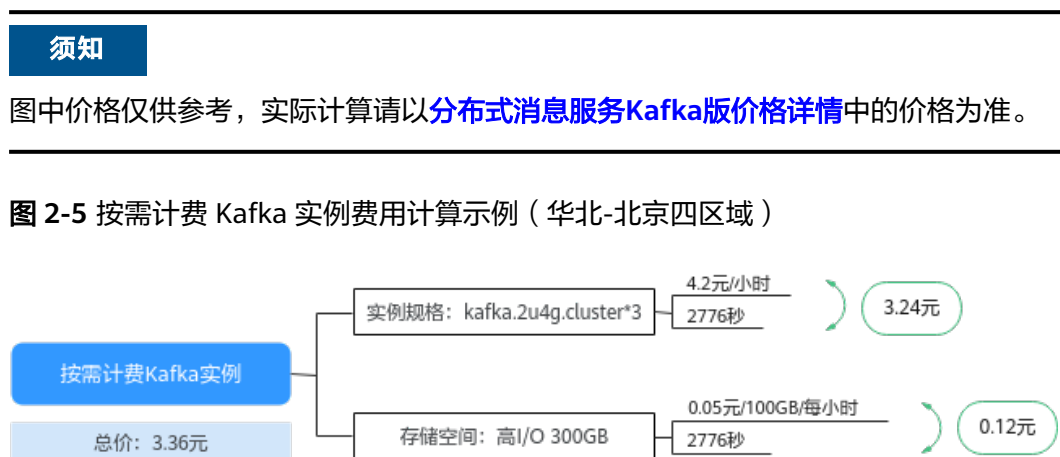 须知
图中价格仅供参考，实际计算请以分布式消息服务Kafka版价格详情中的价格为准。
图 2-5 按需计费 Kafka 实例费用计算示例（华北-北京四区域）
4.2元/小时
实例规格：kafka.2u4g.cluster*3
2776秒
3.24元
按需计费Kafka实例
总价：3.36元
0.05元/100GB/每小时
存储空间：高I/O 300GB
2776秒
0.12元